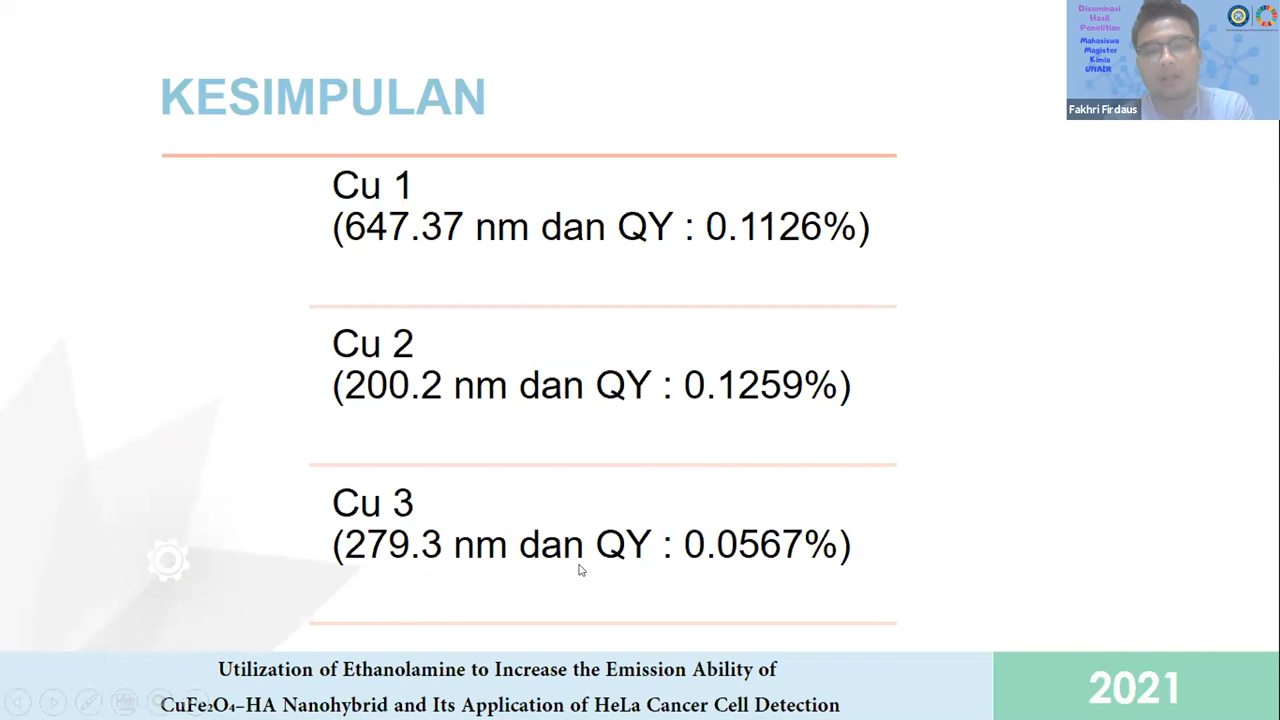 Diseminasi
Hasil
Penelitian
Mahasiswa
Magister
Kimia
UNAIR
Fakhri Firdaus
KESIMPULAN
Cu 1
(647.37 nm dan QY : 0.1126%)
Cu 2
(200.2 nm dan QY : 0.1259%)
Cu 3
(279.3 nm dan QY : 0.0567%)
Utilization of Ethanolamine to Increase the Emission Ability of
CuFe₂O₄–HA Nanohybrid and Its Application of HeLa Cancer Cell Detection
2021